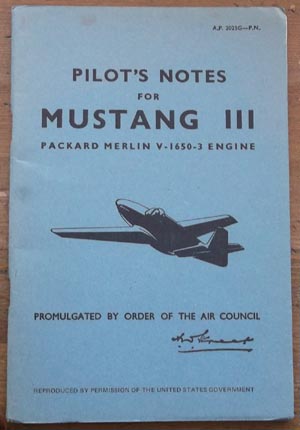 A.P. 2025G—P.N.
PILOT'S NOTES
FOR
MUSTANG III
PACKARD MERLIN V-1650-3 ENGINE
PROMULGATED BY ORDER OF THE AIR COUNCIL
REPRODUCED BY PERMISSION OF THE UNITED STATES GOVERNMENT